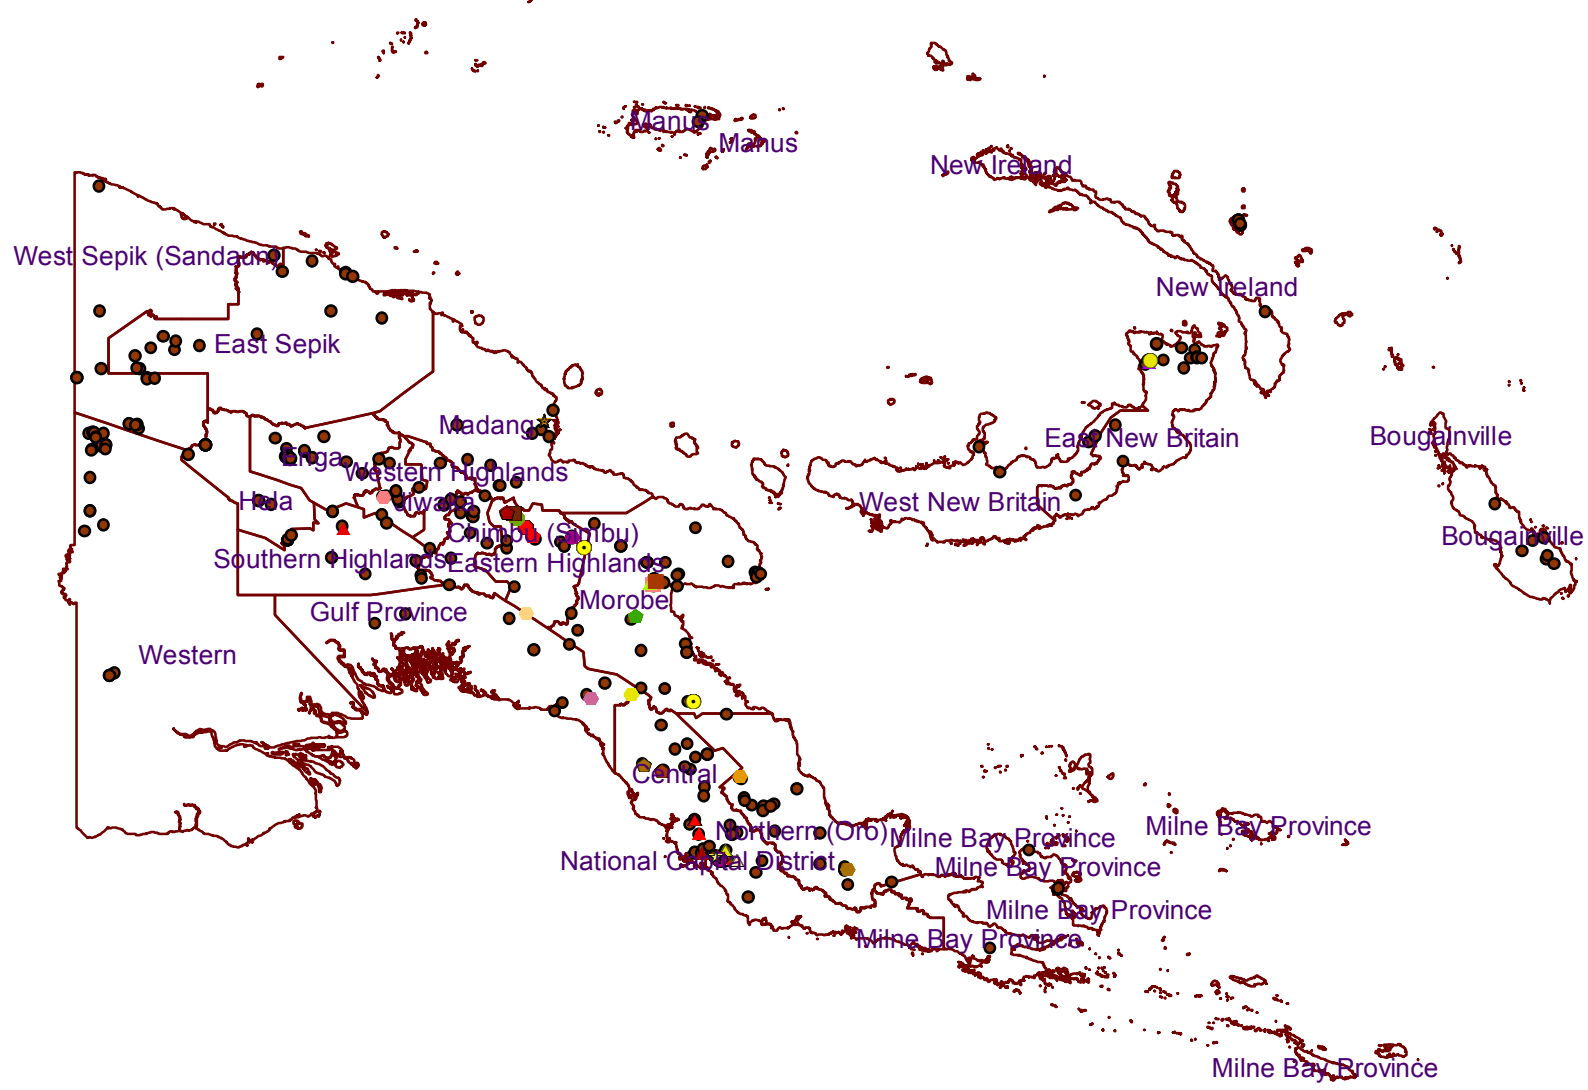 Manus
Manus
New Ireland
West Sepik (Sandaun)
New Ireland
East Sepik
Madang
East New Britain
Bougainville
Enga
Western Highlands
Hela
Jiwaka
West New Britain
Chimbu (Simbu)
Bougainville
Southern Highlands
Eastern Highlands
Gulf Province
Morobe
Western
Central
Northern (Oro)
Milne Bay Province
Milne Bay Province
National Capital District
Milne Bay Province
Milne Bay Province
Milne Bay Province
Milne Bay Province